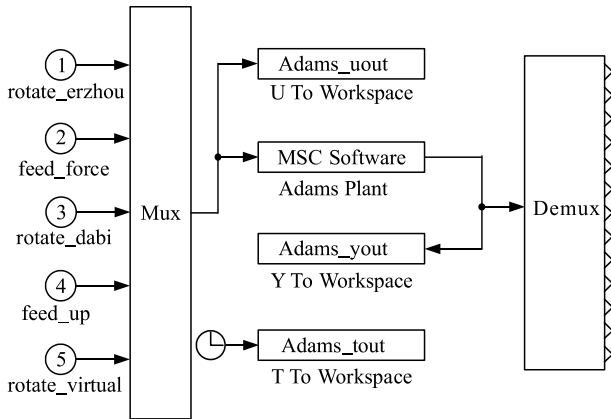 1
rotate_erzhou
2
feed_force
3
rotate_dabi
4
feed_up
5
rotate_virtual
Mux
Adams_uout
U To Workspace
MSC Software
Adams Plant
Adams_yout
Y To Workspace
Adams_tout
T To Workspace
Demux